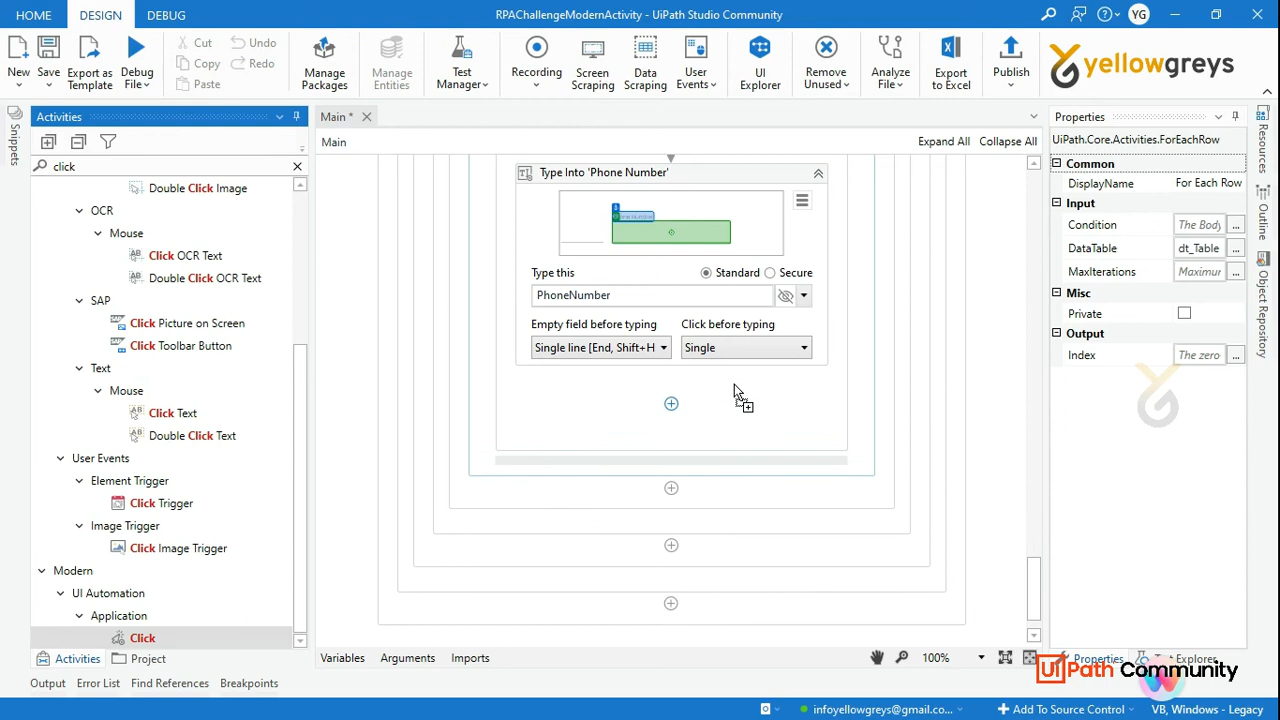 HOME
DESIGN
DEBUG
RPAChallengeModernActivity - UiPath Studio Community
YG
New
Save
Export as Template
Debug File
Cut
Copy
Paste
Undo
Redo
Manage Packages
Manage Entities
Test Manager
Recording
Screen Scraping
Data Scraping
User Events
UI Explorer
Remove Unused
Analyze File
Export to Excel
Publish
yellowgreys
Snippets
Activities
click
Double Click Image
OCR
Mouse
Click OCR Text
Double Click OCR Text
SAP
Click Picture on Screen
Click Toolbar Button
Text
Mouse
Click Text
Double Click Text
User Events
Element Trigger
Click Trigger
Image Trigger
Click Image Trigger
Modern
UI Automation
Application
Click
Activities
Project
Main *
Main
Expand All
Collapse All
Type Into 'Phone Number'
Type this
Standard
Secure
PhoneNumber
Empty field before typing
Click before typing
Single line [End, Shift+H
Single
Variables
Arguments
Imports
100%
Properties
UiPath.Core.Activities.ForEachRow
Common
DisplayName
For Each Row
Input
Condition
The Body
DataTable
dt_Table
MaxIterations
Maximur
Misc
Private
Output
Index
The zero
Resources
Outline
Object Repository
Properties
UiPath Community
Output
Error List
Find References
Breakpoints
infoyellowgreys@gmail.co...
Add To Source Control
VB, Windows - Legacy